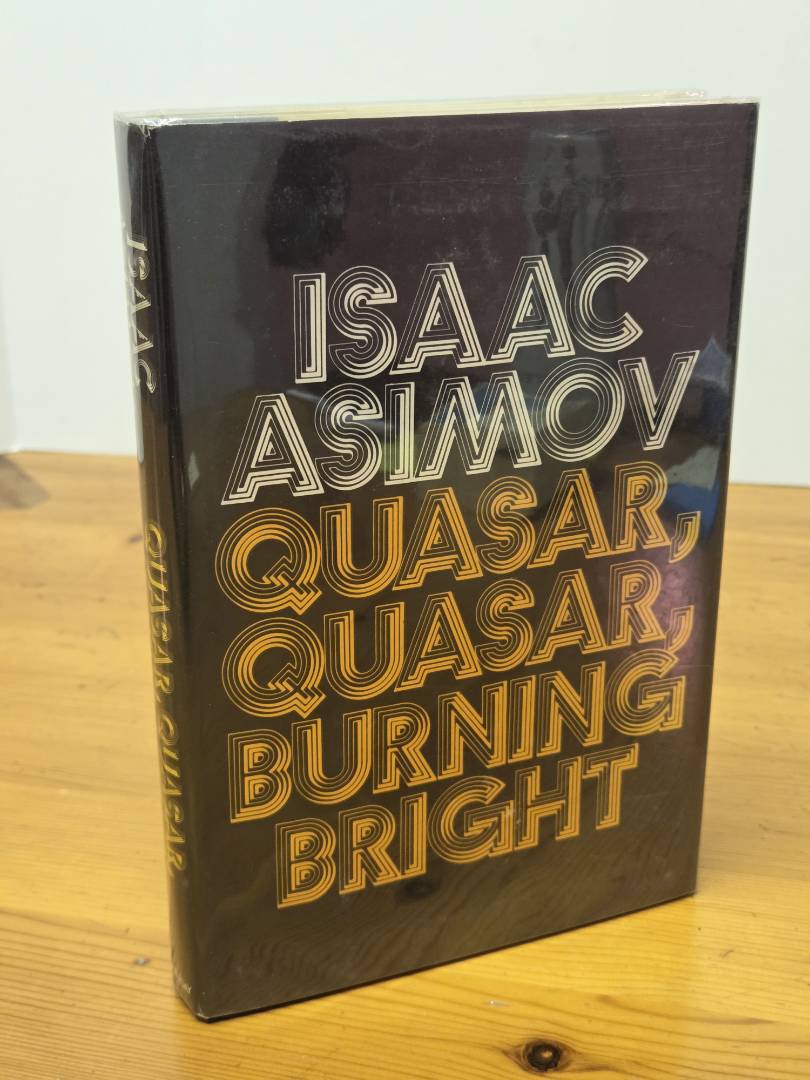 ISAAC
ASIMOV
QUASAR,
QUASAR,
BURNING
BRIGHT
ISAAC
QUASAR, QUASAR